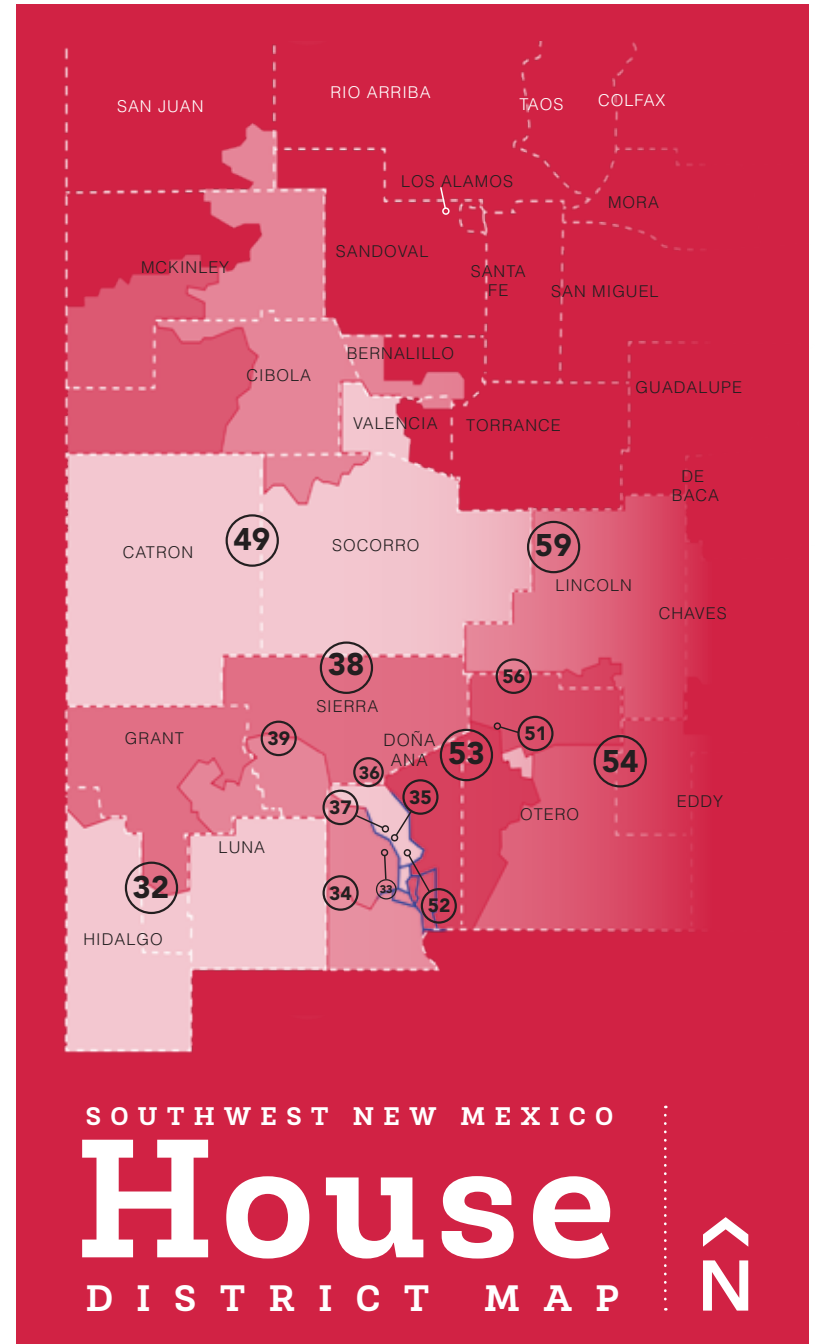 RIO ARRIBA
SAN JUAN
TAOS
COLFAX
LOS ALAMOS
MORA
SANDOVAL
MCKINLEY
SANTA
FE
SAN MIGUEL
BERNALILLO
CIBOLA
GUADALUPE
VALENCIA
TORRANCE
DE
BACA
49
59
CATRON
SOCORRO
LINCOLN
CHAVES
38
56
SIERRA
GRANT
39
DOÑA
ANA
53
51
54
36
37
35
EDDY
OTERO
LUNA
32
34
33
52
HIDALGO
SOUTHWEST NEW MEXICO
House
DISTRICT MAP
N